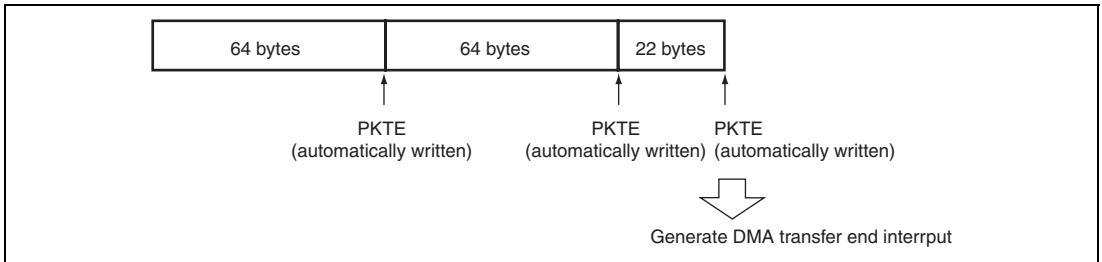 64 bytes 64 bytes 22 bytes
PKTE PKTE PKTE
(automatically written) (automatically written) (automatically written)
Generate DMA transfer end interrput